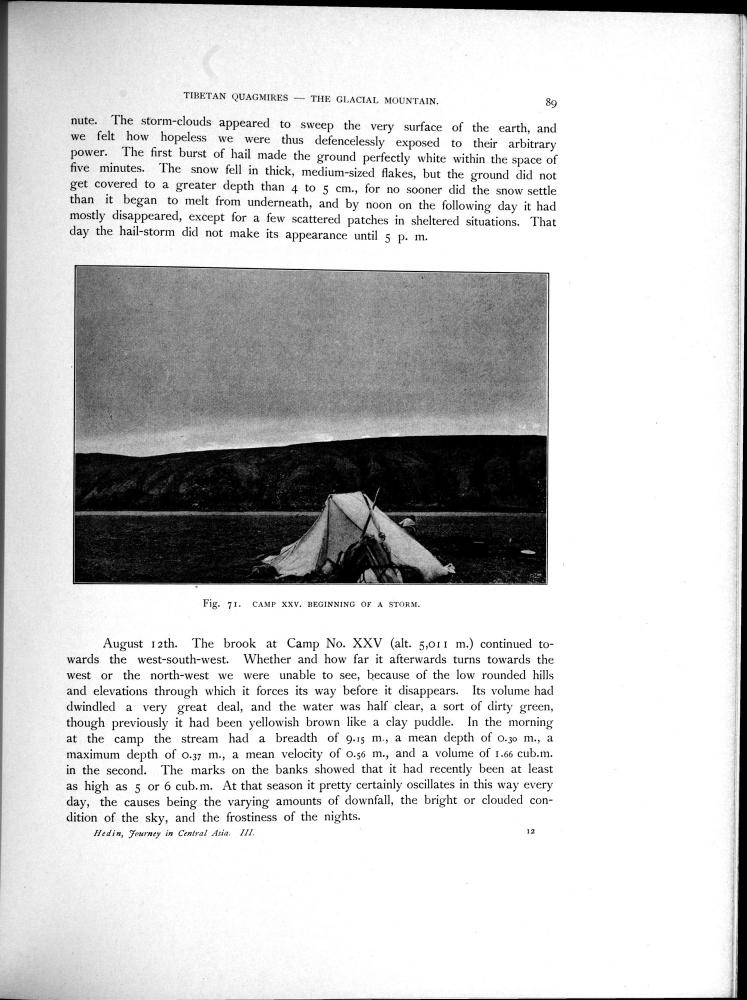 TIBETAN QUAGMIRES — THE GLACIAL MOUNTAIN. 89
nute. The storm-clouds appeared to sweep the very surface of the earth, and
we felt how hopeless we were thus defencelessly exposed to their arbitrary
power. The first burst of hail made the ground perfectly white within the space of
five minutes. The snow fell in thick, medium-sized flakes, but the ground did not
get covered to a greater depth than 4 to 5 cm., for no sooner did the snow settle
than it began to melt from underneath, and by noon on the following day it had
mostly disappeared, except for a few scattered patches in sheltered situations. That
day the hail-storm did not make its appearance until 5 p. m.
Fig. 71. CAMP XXV. BEGINNING OF A STORM.
August 12th. The brook at Camp No. XXV (alt. 5,011 m.) continued to-
wards the west-south-west. Whether and how far it afterwards turns towards the
west or the north-west we were unable to see, because of the low rounded hills
and elevations through which it forces its way before it disappears. Its volume had
dwindled a very great deal, and the water was half clear, a sort of dirty green,
though previously it had been yellowish brown like a clay puddle. In the morning
at the camp the stream had a breadth of 9.15 m., a mean depth of 0.30 m., a
maximum depth of 0.37 m., a mean velocity of 0.56 m., and a volume of 1.66 cub.m.
in the second. The marks on the banks showed that it had recently been at least
as high as 5 or 6 cub.m. At that season it pretty certainly oscillates in this way every
day, the causes being the varying amounts of downfall, the bright or clouded con-
dition of the sky, and the frostiness of the nights.
Hedin, Journey in Central Asia. III. 12